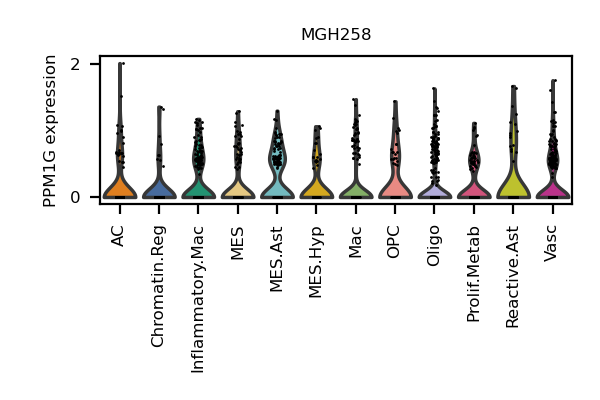 MGH258
PPM1G expression
2
0
AC
Chromatin.Reg
Inflammatory.Mac
MES
MES.Ast
MES.Hyp
Mac
OPC
Oligo
Prolif.Metab
Reactive.Ast
Vasc